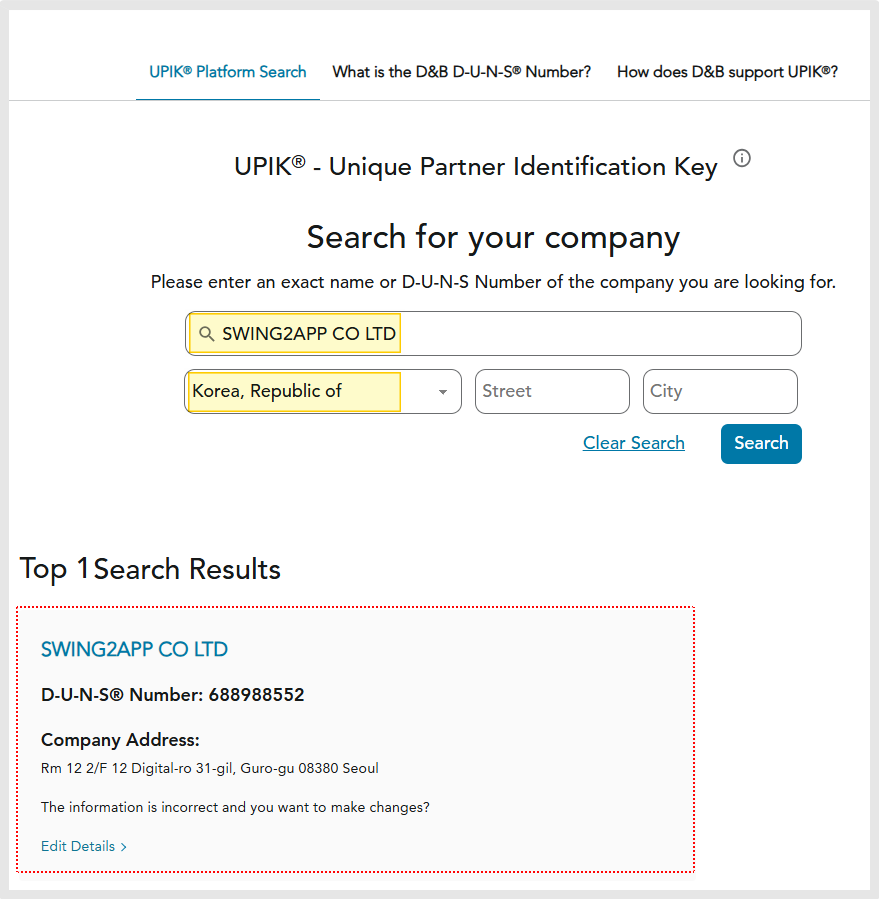 UPIK® Platform Search What is the D&B D-U-N-S® Number? How does D&B support UPIK®?
UPIK® - Unique Partner Identification Key
Search for your company
Please enter an exact name or D-U-N-S Number of the company you are looking for.
SWING2APP CO LTD
Korea, Republic of Street City
Clear Search Search
Top 1 Search Results
SWING2APP CO LTD
D-U-N-S® Number: 688988552
Company Address:
Rm 12 2/F 12 Digital-ro 31-gil, Guro-gu 08380 Seoul
The information is incorrect and you want to make changes?
Edit Details >